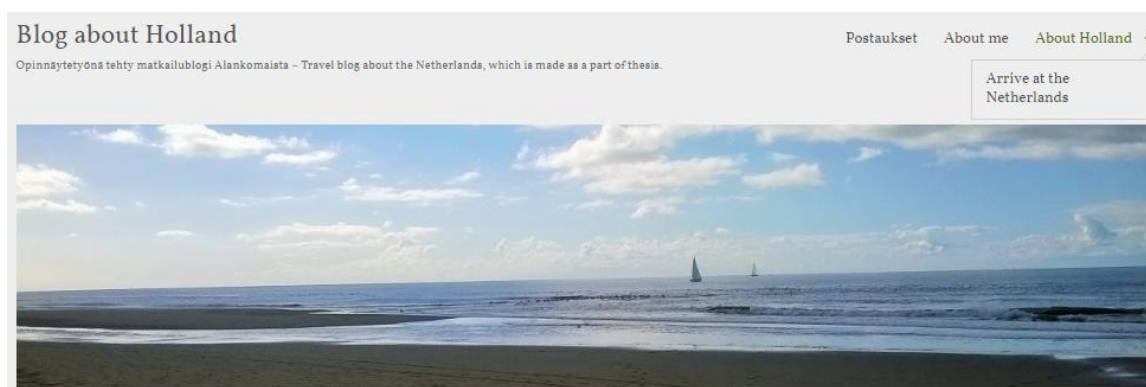 Blog about Holland
Postaukset About me About Holland
Opinnäytetyönä tehty matkailublogi Alankomaista – Travel blog about the Netherlands, which is made as a part of thesis.
Arrive at the
Netherlands